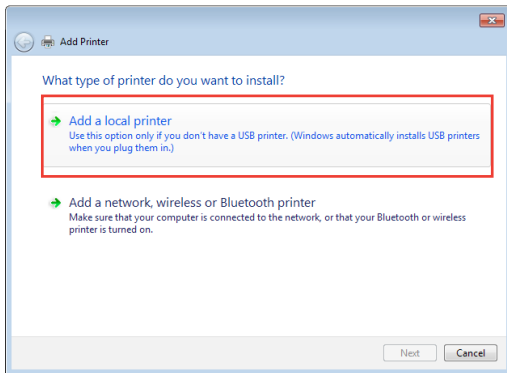 Add Printer
What type of printer do you want to install?
Add a local printer
Use this option only if you don't have a USB printer. (Windows automatically installs USB printers
when you plug them in.)
Add a network, wireless or Bluetooth printer
Make sure that your computer is connected to the network, or that your Bluetooth or wireless
printer is turned on.
Next Cancel